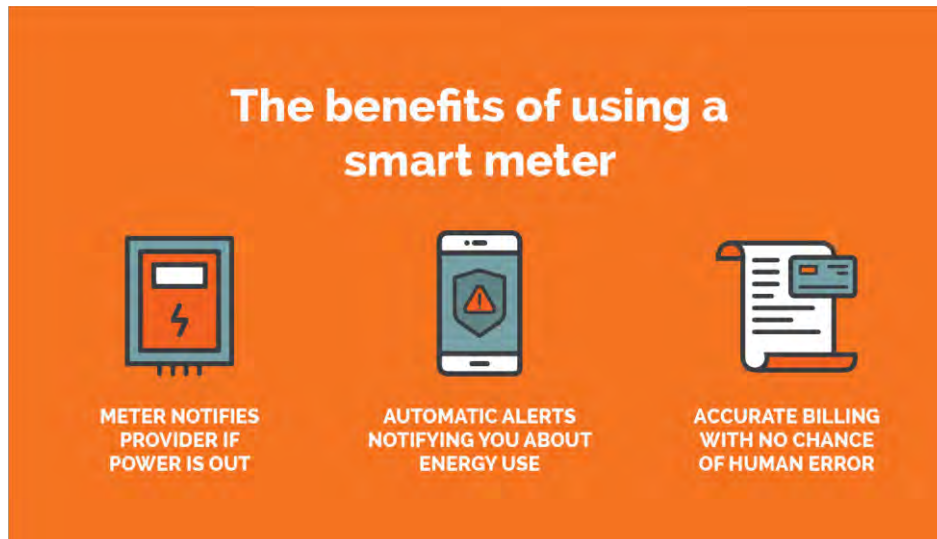 The benefits of using a
smart meter
METER NOTIFIES
PROVIDER IF
POWER IS OUT
AUTOMATIC ALERTS
NOTIFYING YOU ABOUT
ENERGY USE
ACCURATE BILLING
WITH NO CHANCE
OF HUMAN ERROR